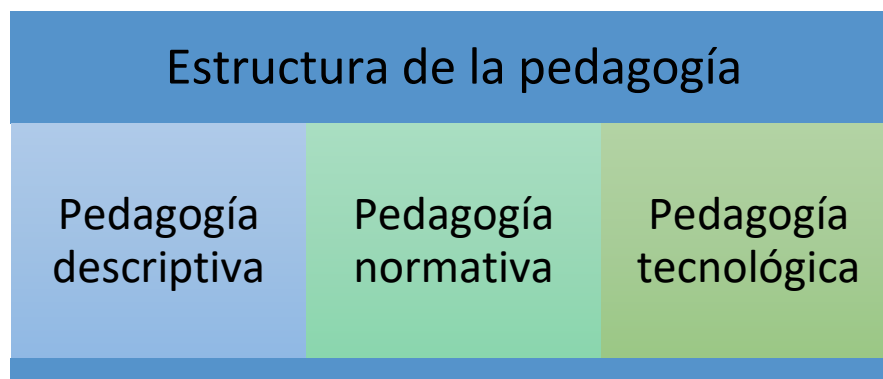 Estructura de la pedagogía
Pedagogía
descriptiva
Pedagogía
normativa
Pedagogía
tecnológica